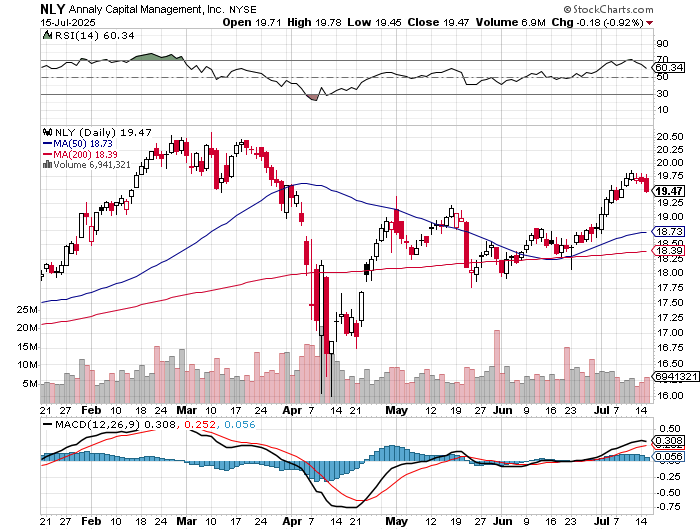 NLY Annaly Capital Management, Inc. NYSE © StockCharts.com
15-Jul-2025 Open 19.71 High 19.78 Low 19.45 Close 19.47 Volume 6.9M Chg -0.18 (-0.92%)
RSI(14) 60.34
90
70
60.34
50
30
10
NLY (Daily) 19.47
MA(50) 18.73
MA(200) 18.39
Volume 6,941,321
20.50
20.25
20.00
19.75
19.47
19.25
19.00
18.73
18.50
18.39
18.25
18.00
17.75
17.50
17.25
17.00
16.75
16.50
16.25
16.00
25M
20M
15M
10M
5M
6941321
21 27 Feb 10 18 24 Mar 10 17 24 Apr 7 14 21 May 12 19 27 Jun 9 16 23 Jul 7 14
MACD(12,26,9) 0.308, 0.252, 0.056
0.50
0.308
0.252
0.056
-0.25
-0.50
-0.75
21 27 Feb 10 18 24 Mar 10 17 24 Apr 7 14 21 May 12 19 27 Jun 9 16 23 Jul 7 14